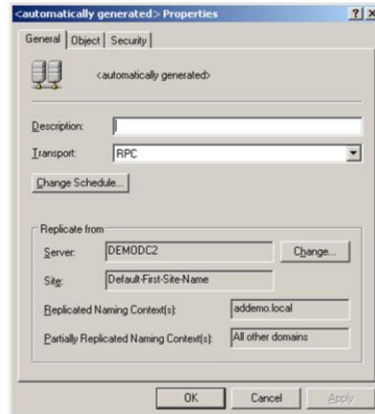 <automatically generated> Properties
General Object Security
<automatically generated>
Description:
Transport: RPC
Change Schedule...
Replicate from
Server: DEMODC2 Change...
Site: Default-First-Site-Name
Replicated Naming Context(s): addemo.local
Partially Replicated Naming Context(s): All other domains
OK Cancel Apply